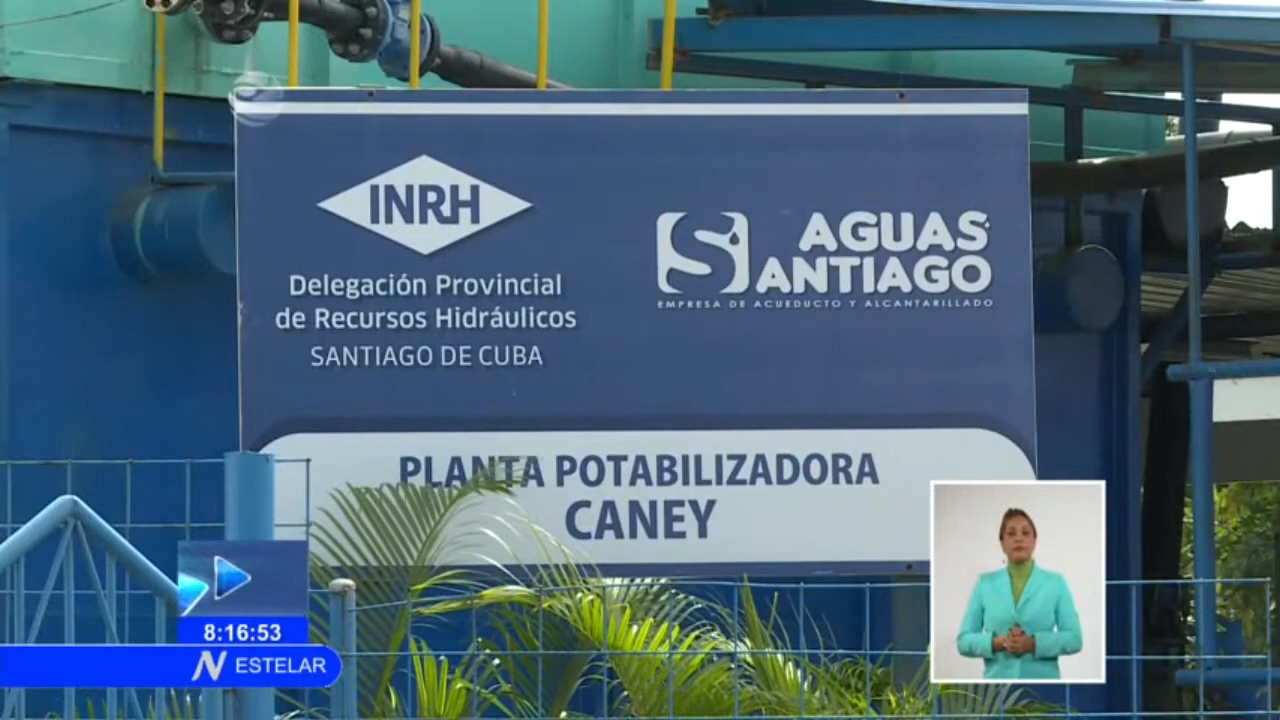 INRH
Delegación Provincial
de Recursos Hidráulicos
SANTIAGO DE CUBA
AGUAS
SANTIAGO
EMPRESA DE ACUEDUCTO Y ALCANTARILLADO
PLANTA POTABILIZADORA
CANEY
8:16:53
N ESTELAR